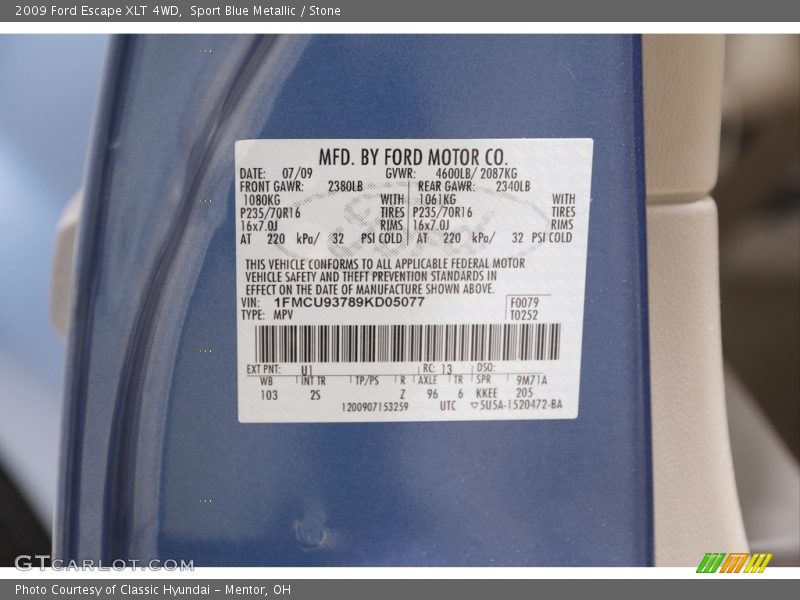 2009 Ford Escape XLT 4WD, Sport Blue Metallic / Stone
MFD. BY FORD MOTOR CO.
DATE: 07/09 GVWR: 4600LB/ 2087KG
FRONT GAWR: 2380LB REAR GAWR: 2340LB
1080KG WITH 1061KG WITH
P235/70R16 TIRES P235/70R16 TIRES
16x7.0J RIMS 16x7.0J RIMS
AT 220 kPa/ 32 PSI COLD AT 220 kPa/ 32 PSI COLD
THIS VEHICLE CONFORMS TO ALL APPLICABLE FEDERAL MOTOR
VEHICLE SAFETY AND THEFT PREVENTION STANDARDS IN
EFFECT ON THE DATE OF MANUFACTURE SHOWN ABOVE.
VIN: 1FMCU93789KD05077 F0079
TYPE: MPV T0252
EXT PNT: U1 RC: 13 DSO:
WB INT TR TP/PS R AXLE TR SPR 9M71A
103 2S Z 96 6 KKEE 205
1200907153259 UTC ▽5U5A-1520472-BA
GTCARLOT.COM
Photo Courtesy of Classic Hyundai - Mentor, OH